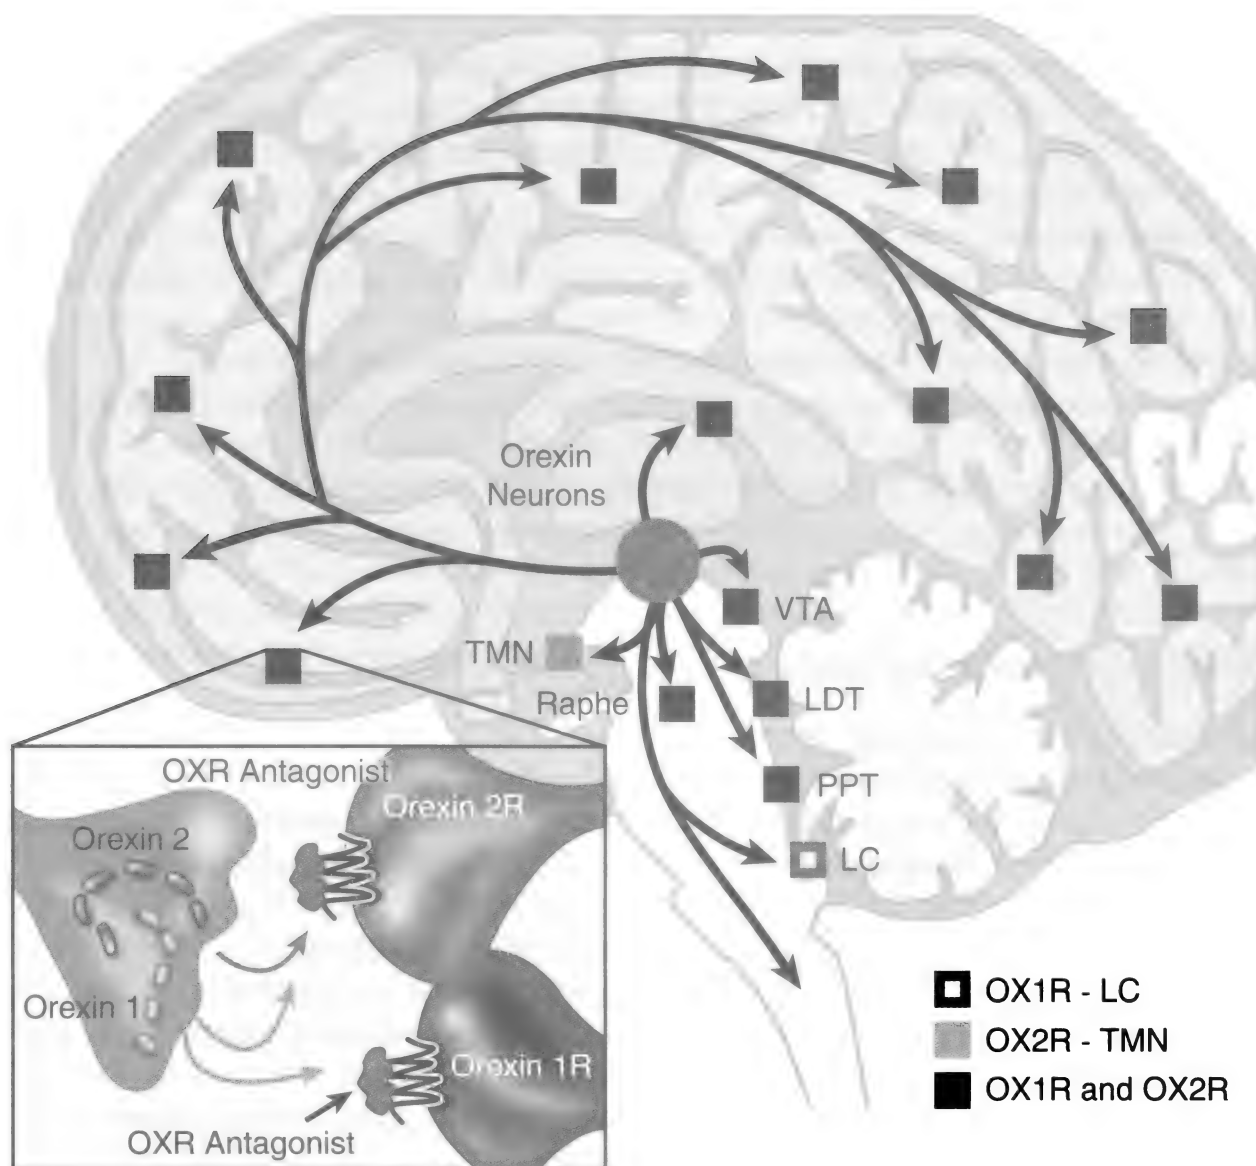 Orexin
Neurons
VTA
TMN
Raphe
LDT
PPT
LC
OXR Antagonist
Orexin 2R
Orexin 2
Orexin 1
Orexin 1R
OXR Antagonist
OX1R - LC
OX2R - TMN
OX1R and OX2R